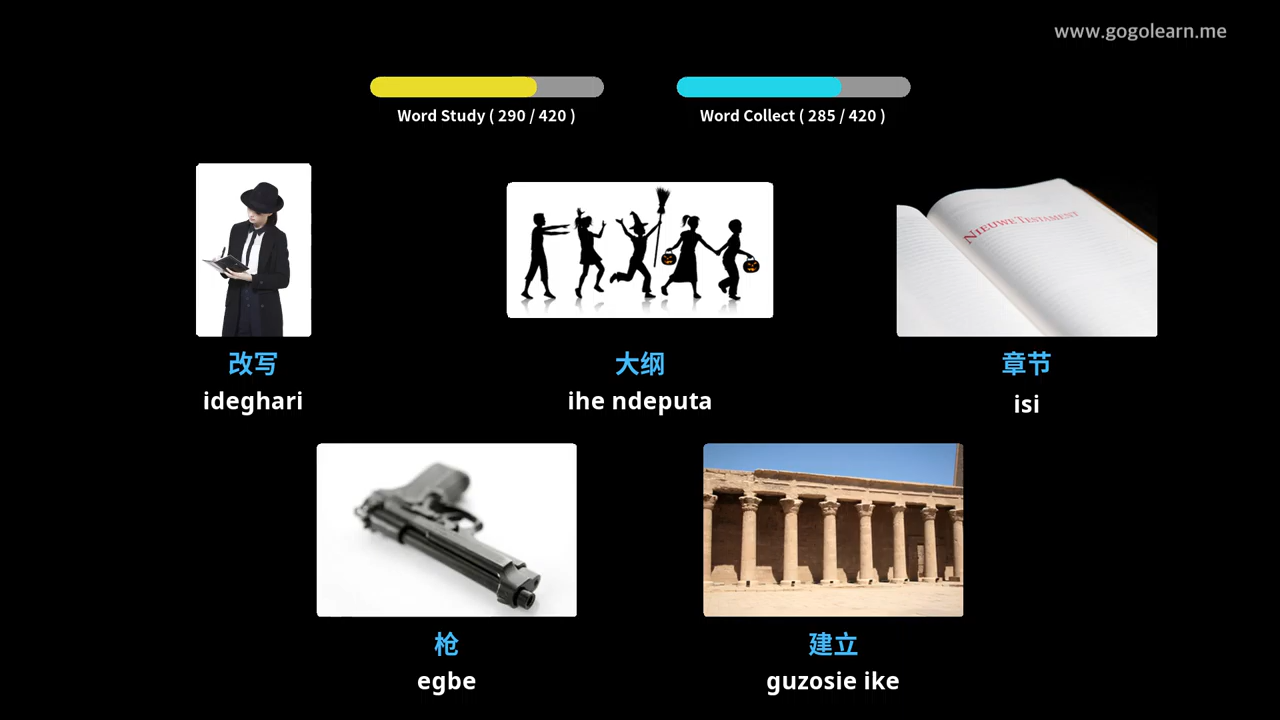 www.gogolearn.me
Word Study ( 290 / 420 )
Word Collect ( 285 / 420 )
NIEUWE TESTAMENT
改写
ideghari
大纲
ihe ndeputa
章节
isi
枪
egbe
建立
guzosie ike